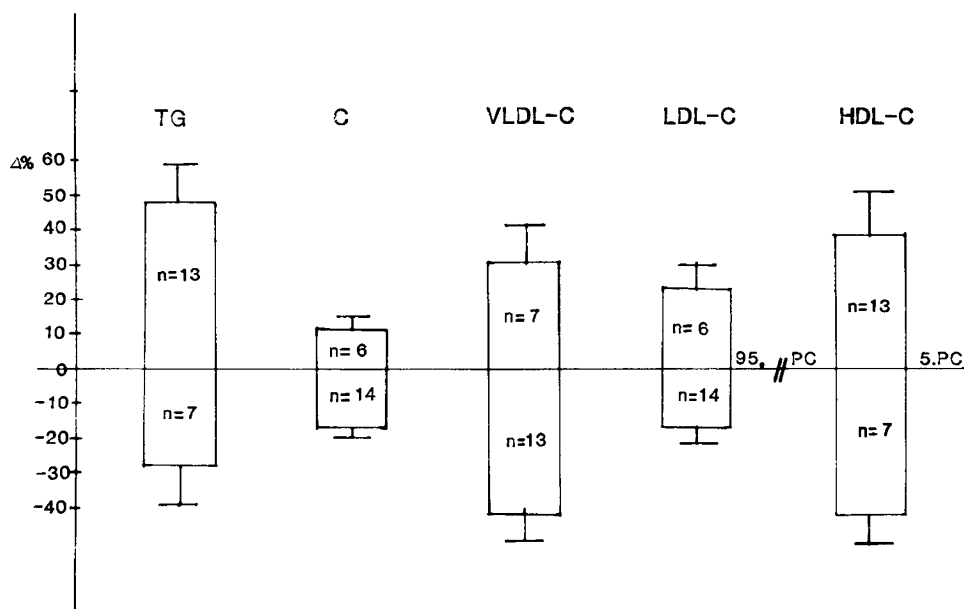 TG C VLDL-C LDL-C HDL-C
Δ% 60
50
40
30
n=13 n=7 n=6 n=13
20
10
n=6
0 95. PC 5.PC
n=14 n=14
-10
n=7 n=13 n=7
-20
-30
-40